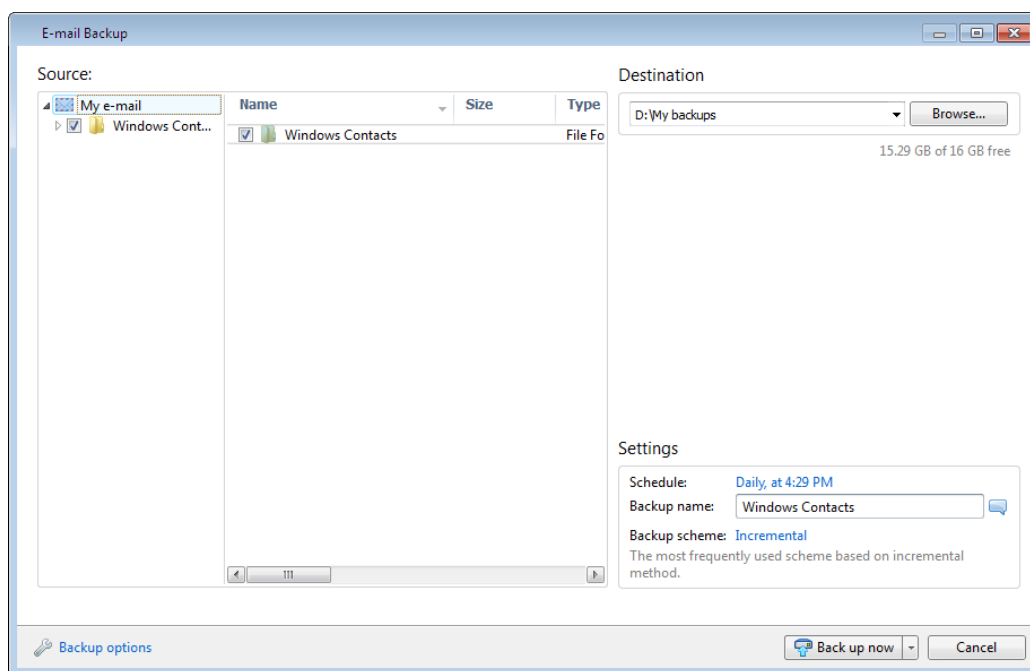 E-mail Backup
Source:
My e-mail
Windows Cont...
Name Size Type
Windows Contacts File Fo
Destination
D:\My backups Browse...
15.29 GB of 16 GB free
Settings
Schedule: Daily, at 4:29 PM
Backup name: Windows Contacts
Backup scheme: Incremental
The most frequently used scheme based on incremental
method.
Backup options Back up now Cancel